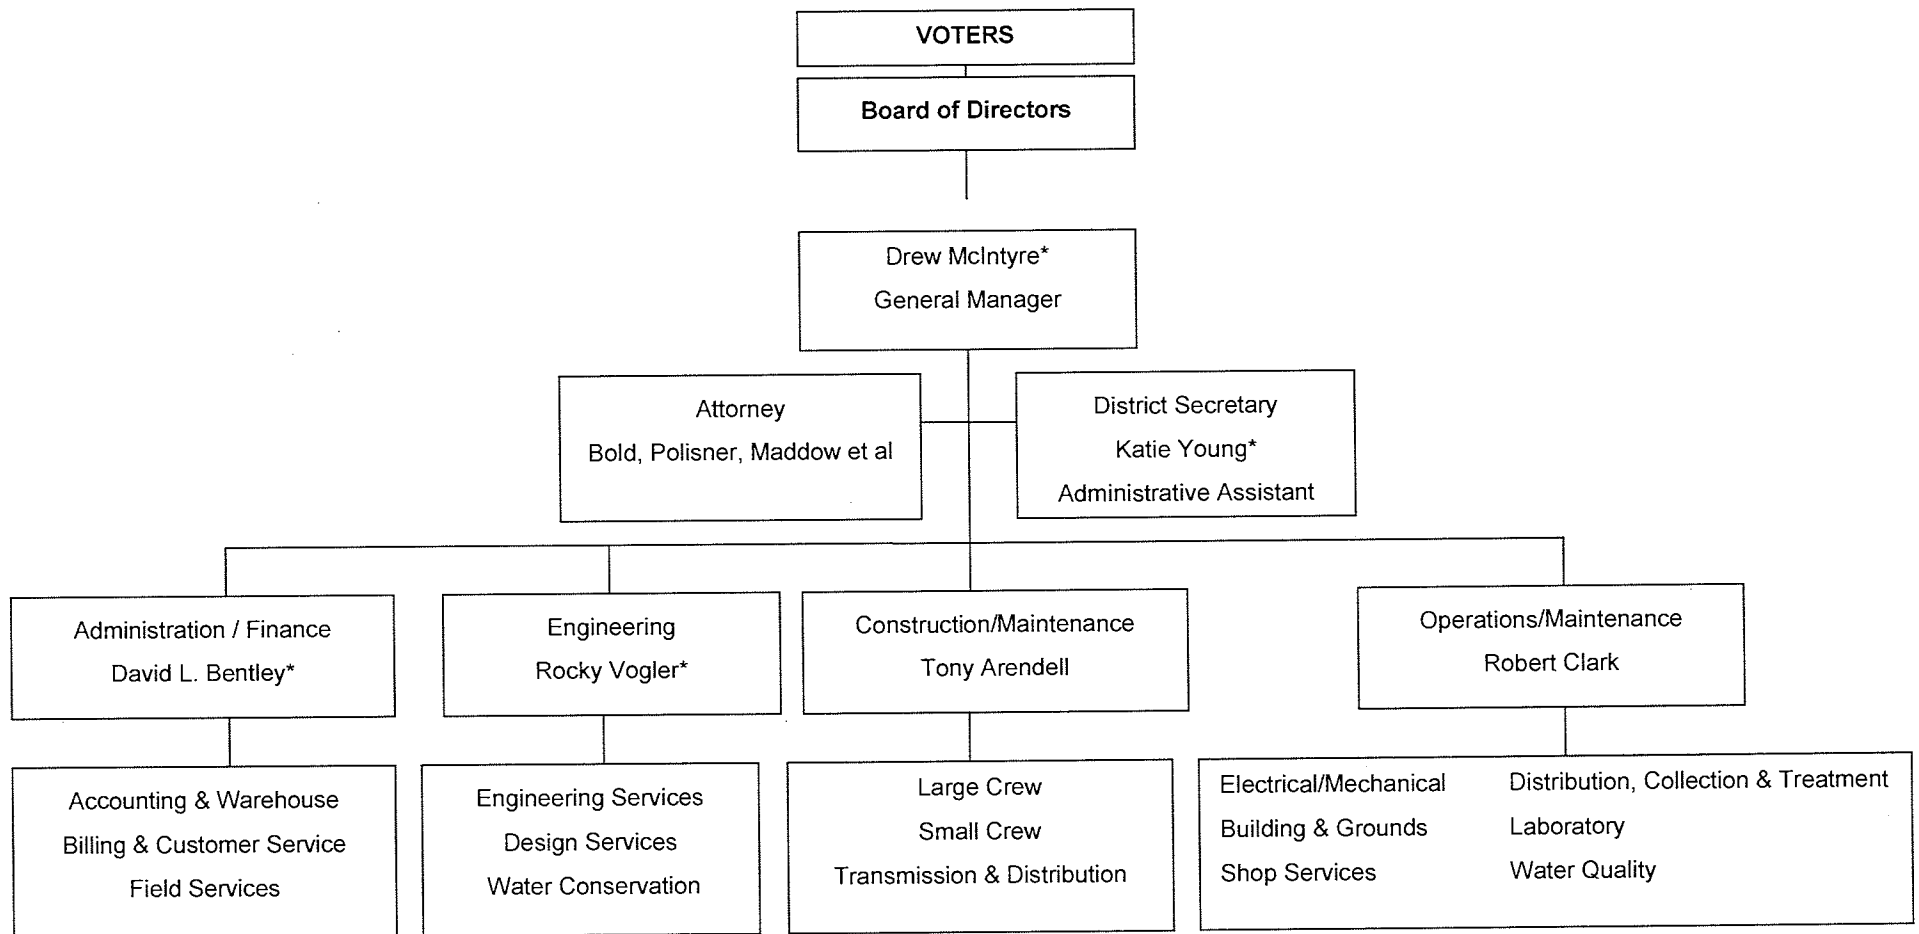 VOTERS
Board of Directors
Drew McIntyre*
General Manager
Attorney
Bold, Polisner, Maddow et al
District Secretary
Katie Young*
Administrative Assistant
Administration / Finance
David L. Bentley*
Engineering
Rocky Vogler*
Construction/Maintenance
Tony Arendell
Operations/Maintenance
Robert Clark
Accounting & Warehouse
Billing & Customer Service
Field Services
Engineering Services
Design Services
Water Conservation
Large Crew
Small Crew
Transmission & Distribution
Electrical/Mechanical
Building & Grounds
Shop Services
Distribution, Collection & Treatment
Laboratory
Water Quality